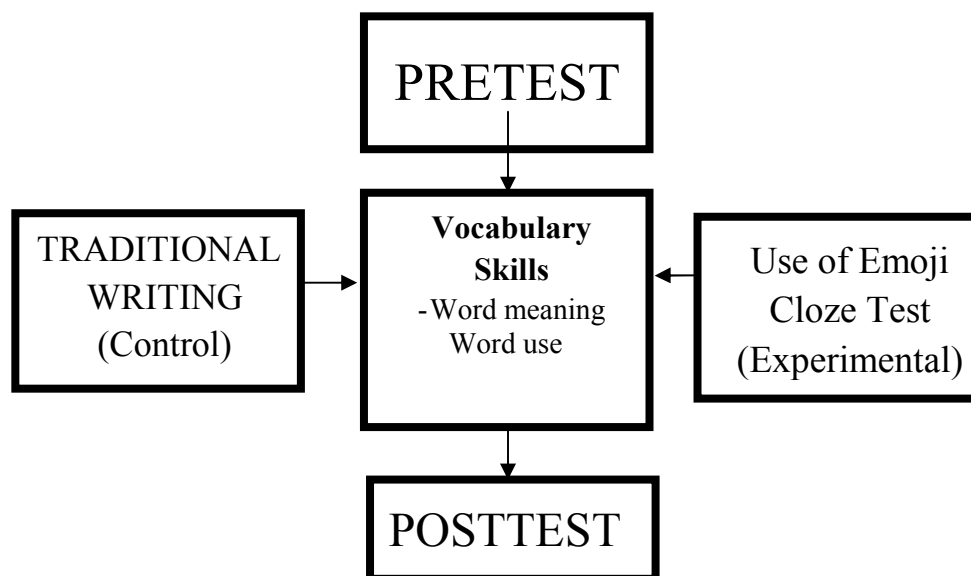 PRETEST
TRADITIONAL
WRITING
(Control)
Vocabulary
Skills
-Word meaning
Word use
Use of Emoji
Cloze Test
(Experimental)
POSTTEST